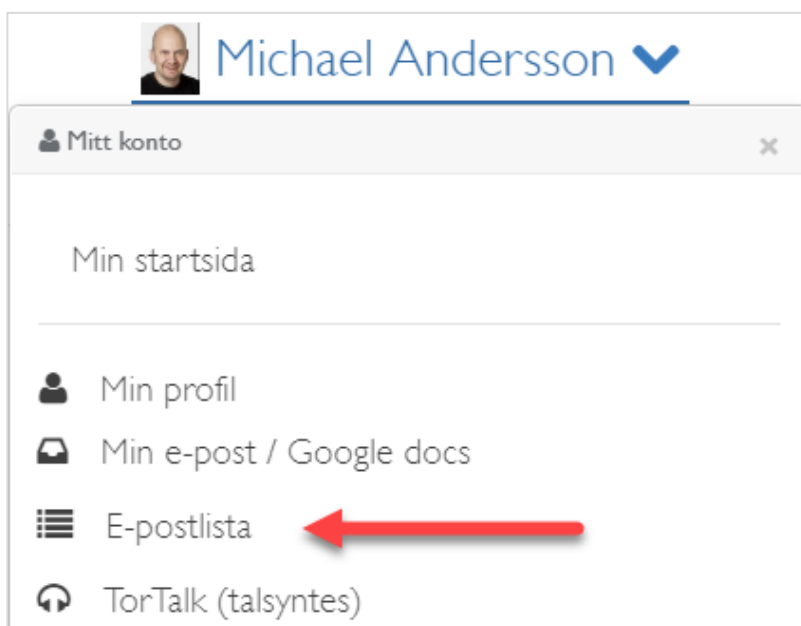 Michael Andersson
Mitt konto
Min startsida
Min profil
Min e-post / Google docs
E-postlista
TorTalk (talsyntes)